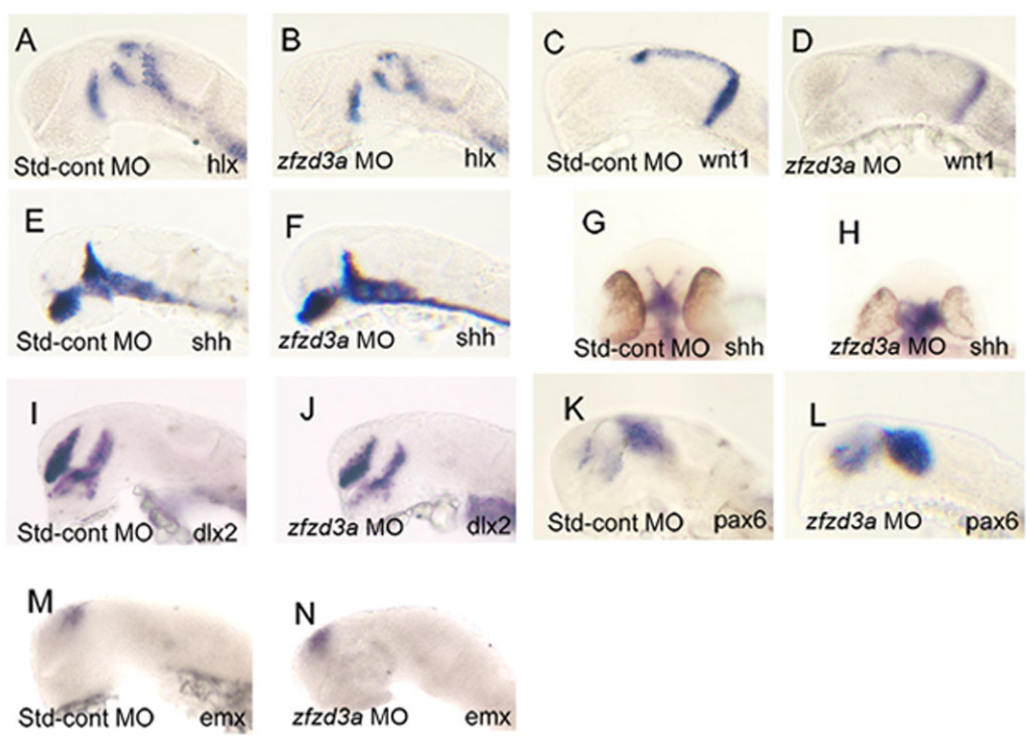 A
Std-cont MO hlx
B
zfzd3a MO hlx
C
Std-cont MO wnt1
D
zfzd3a MO wnt1
E
Std-cont MO shh
F
zfzd3a MO shh
G
Std-cont MO shh
H
zfzd3a MO shh
I
Std-cont MO dlx2
J
zfzd3a MO dlx2
K
Std-cont MO pax6
L
zfzd3a MO pax6
M
Std-cont MO emx
N
zfzd3a MO emx